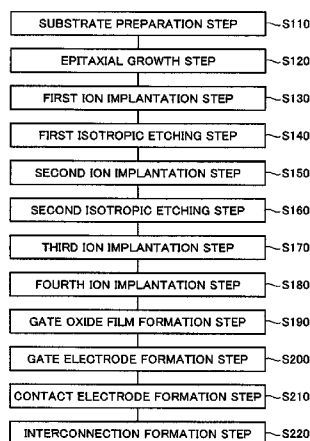 SUBSTRATE PREPARATION STEP ~S110
EPITAXIAL GROWTH STEP ~S120
FIRST ION IMPLANTATION STEP ~S130
FIRST ISOTROPIC ETCHING STEP ~S140
SECOND ION IMPLANTATION STEP ~S150
SECOND ISOTROPIC ETCHING STEP ~S160
THIRD ION IMPLANTATION STEP ~S170
FOURTH ION IMPLANTATION STEP ~S180
GATE OXIDE FILM FORMATION STEP ~S190
GATE ELECTRODE FORMATION STEP ~S200
CONTACT ELECTRODE FORMATION STEP ~S210
INTERCONNECTION FORMATION STEP ~S220